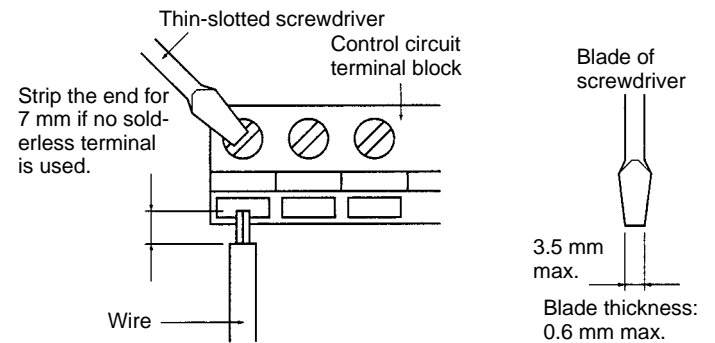 Thin-slotted screwdriver
Control circuit
terminal block
Strip the end for
7 mm if no sold-
erless terminal
is used.
Wire
Blade of
screwdriver
3.5 mm
max.
Blade thickness:
0.6 mm max.